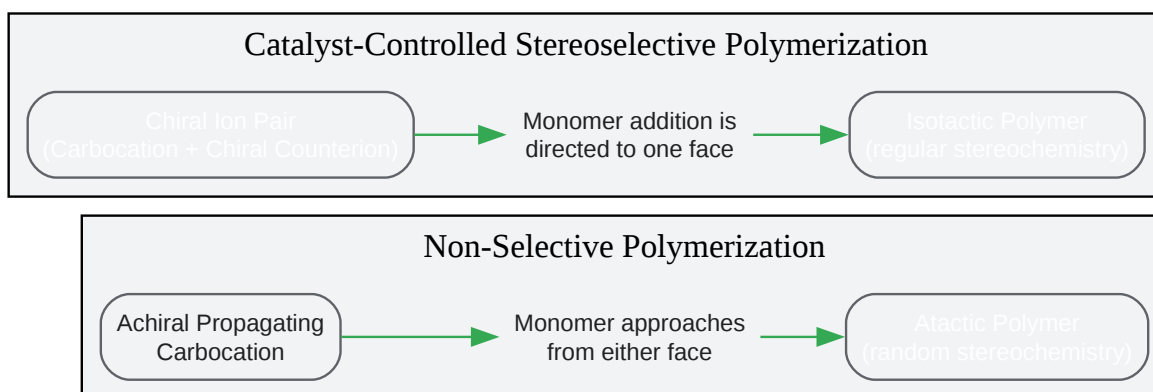 Catalyst-Controlled Stereoselective Polymerization
Chiral Ion Pair
(Carbocation + Chiral Counterion)
Monomer addition is
directed to one face
Isotactic Polymer
(regular stereochemistry)
Non-Selective Polymerization
Achiral Propagating
Carbocation
Monomer approaches
from either face
Atactic Polymer
(random stereochemistry)